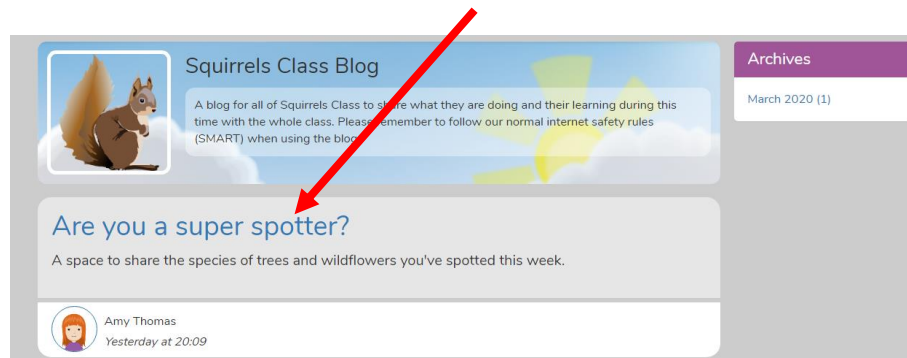 Squirrels Class Blog
A blog for all of Squirrels Class to share what they are doing and their learning during this
time with the whole class. Please remember to follow our normal internet safety rules
(SMART) when using the blog
Archives
March 2020 (1)
Are you a super spotter?
A space to share the species of trees and wildflowers you've spotted this week.
Amy Thomas
Yesterday at 20:09